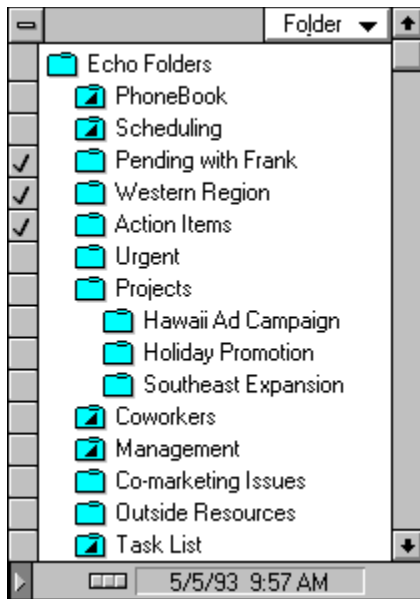 Folder
Echo Folders
PhoneBook
Scheduling
Pending with Frank
Western Region
Action Items
Urgent
Projects
Hawaii Ad Campaign
Holiday Promotion
Southeast Expansion
Coworkers
Management
Co-marketing Issues
Outside Resources
Task List
5/5/93 9:57 AM